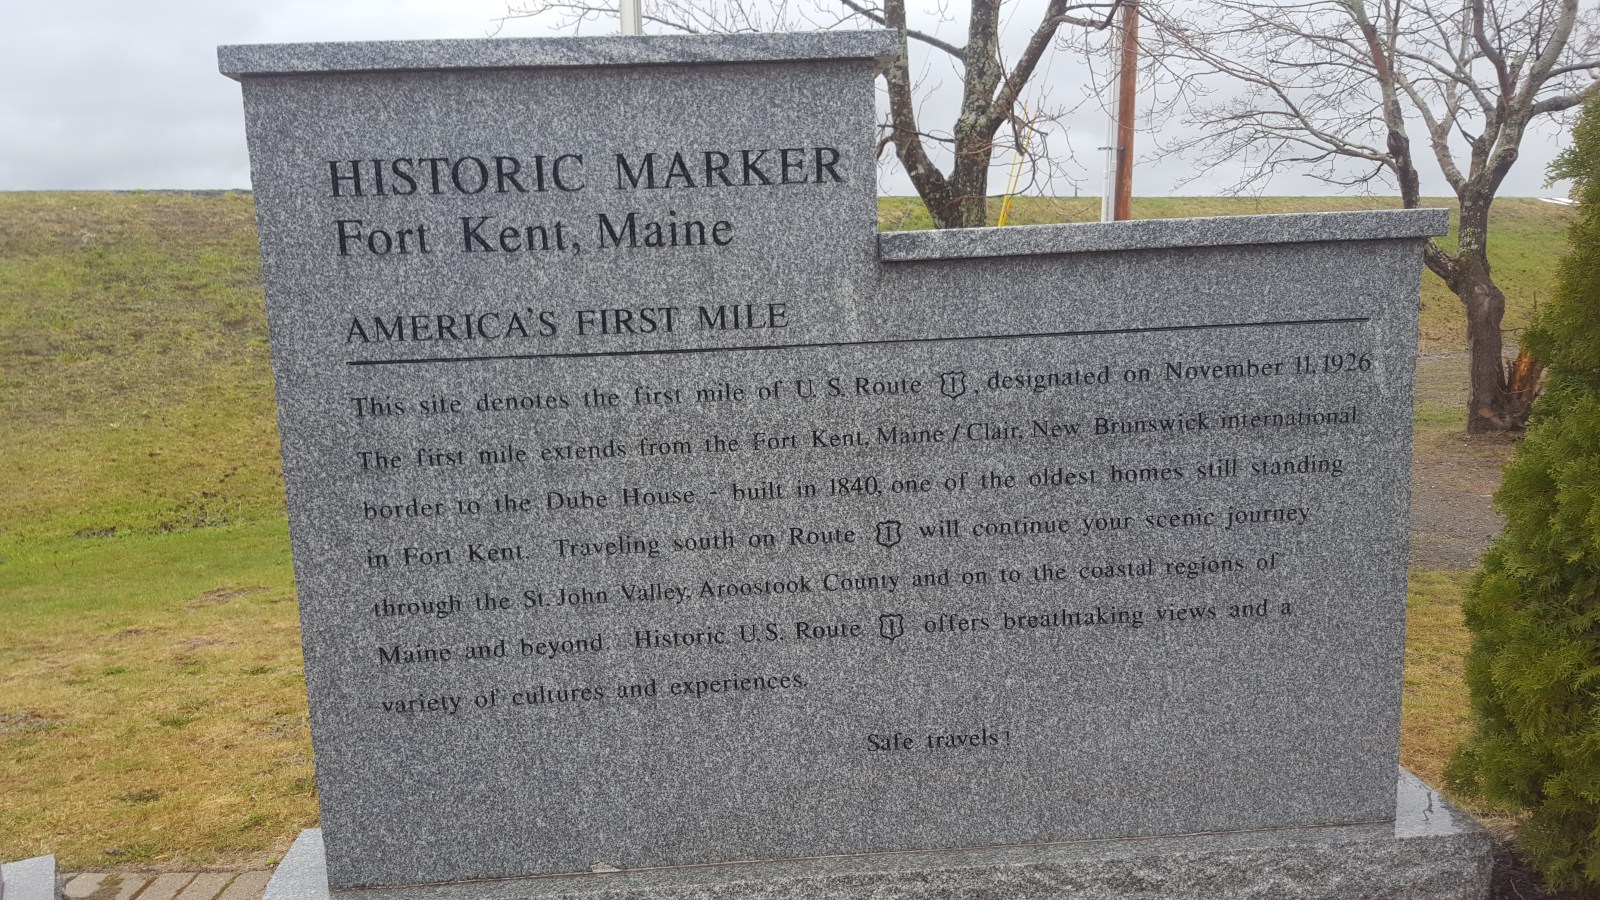 HISTORIC MARKER
Fort Kent, Maine
AMERICA'S FIRST MILE
This site denotes the first mile of U. S. Route 1, designated on November 11, 1926
The first mile extends from the Fort Kent, Maine / Clair, New Brunswick international
border to the Dube House - built in 1840, one of the oldest homes still standing
in Fort Kent. Traveling south on Route 1 will continue your scenic journey
through the St. John Valley, Aroostook County and on to the coastal regions of
Maine and beyond. Historic U.S. Route 1 offers breathtaking views and a
variety of cultures and experiences.
Safe travels!